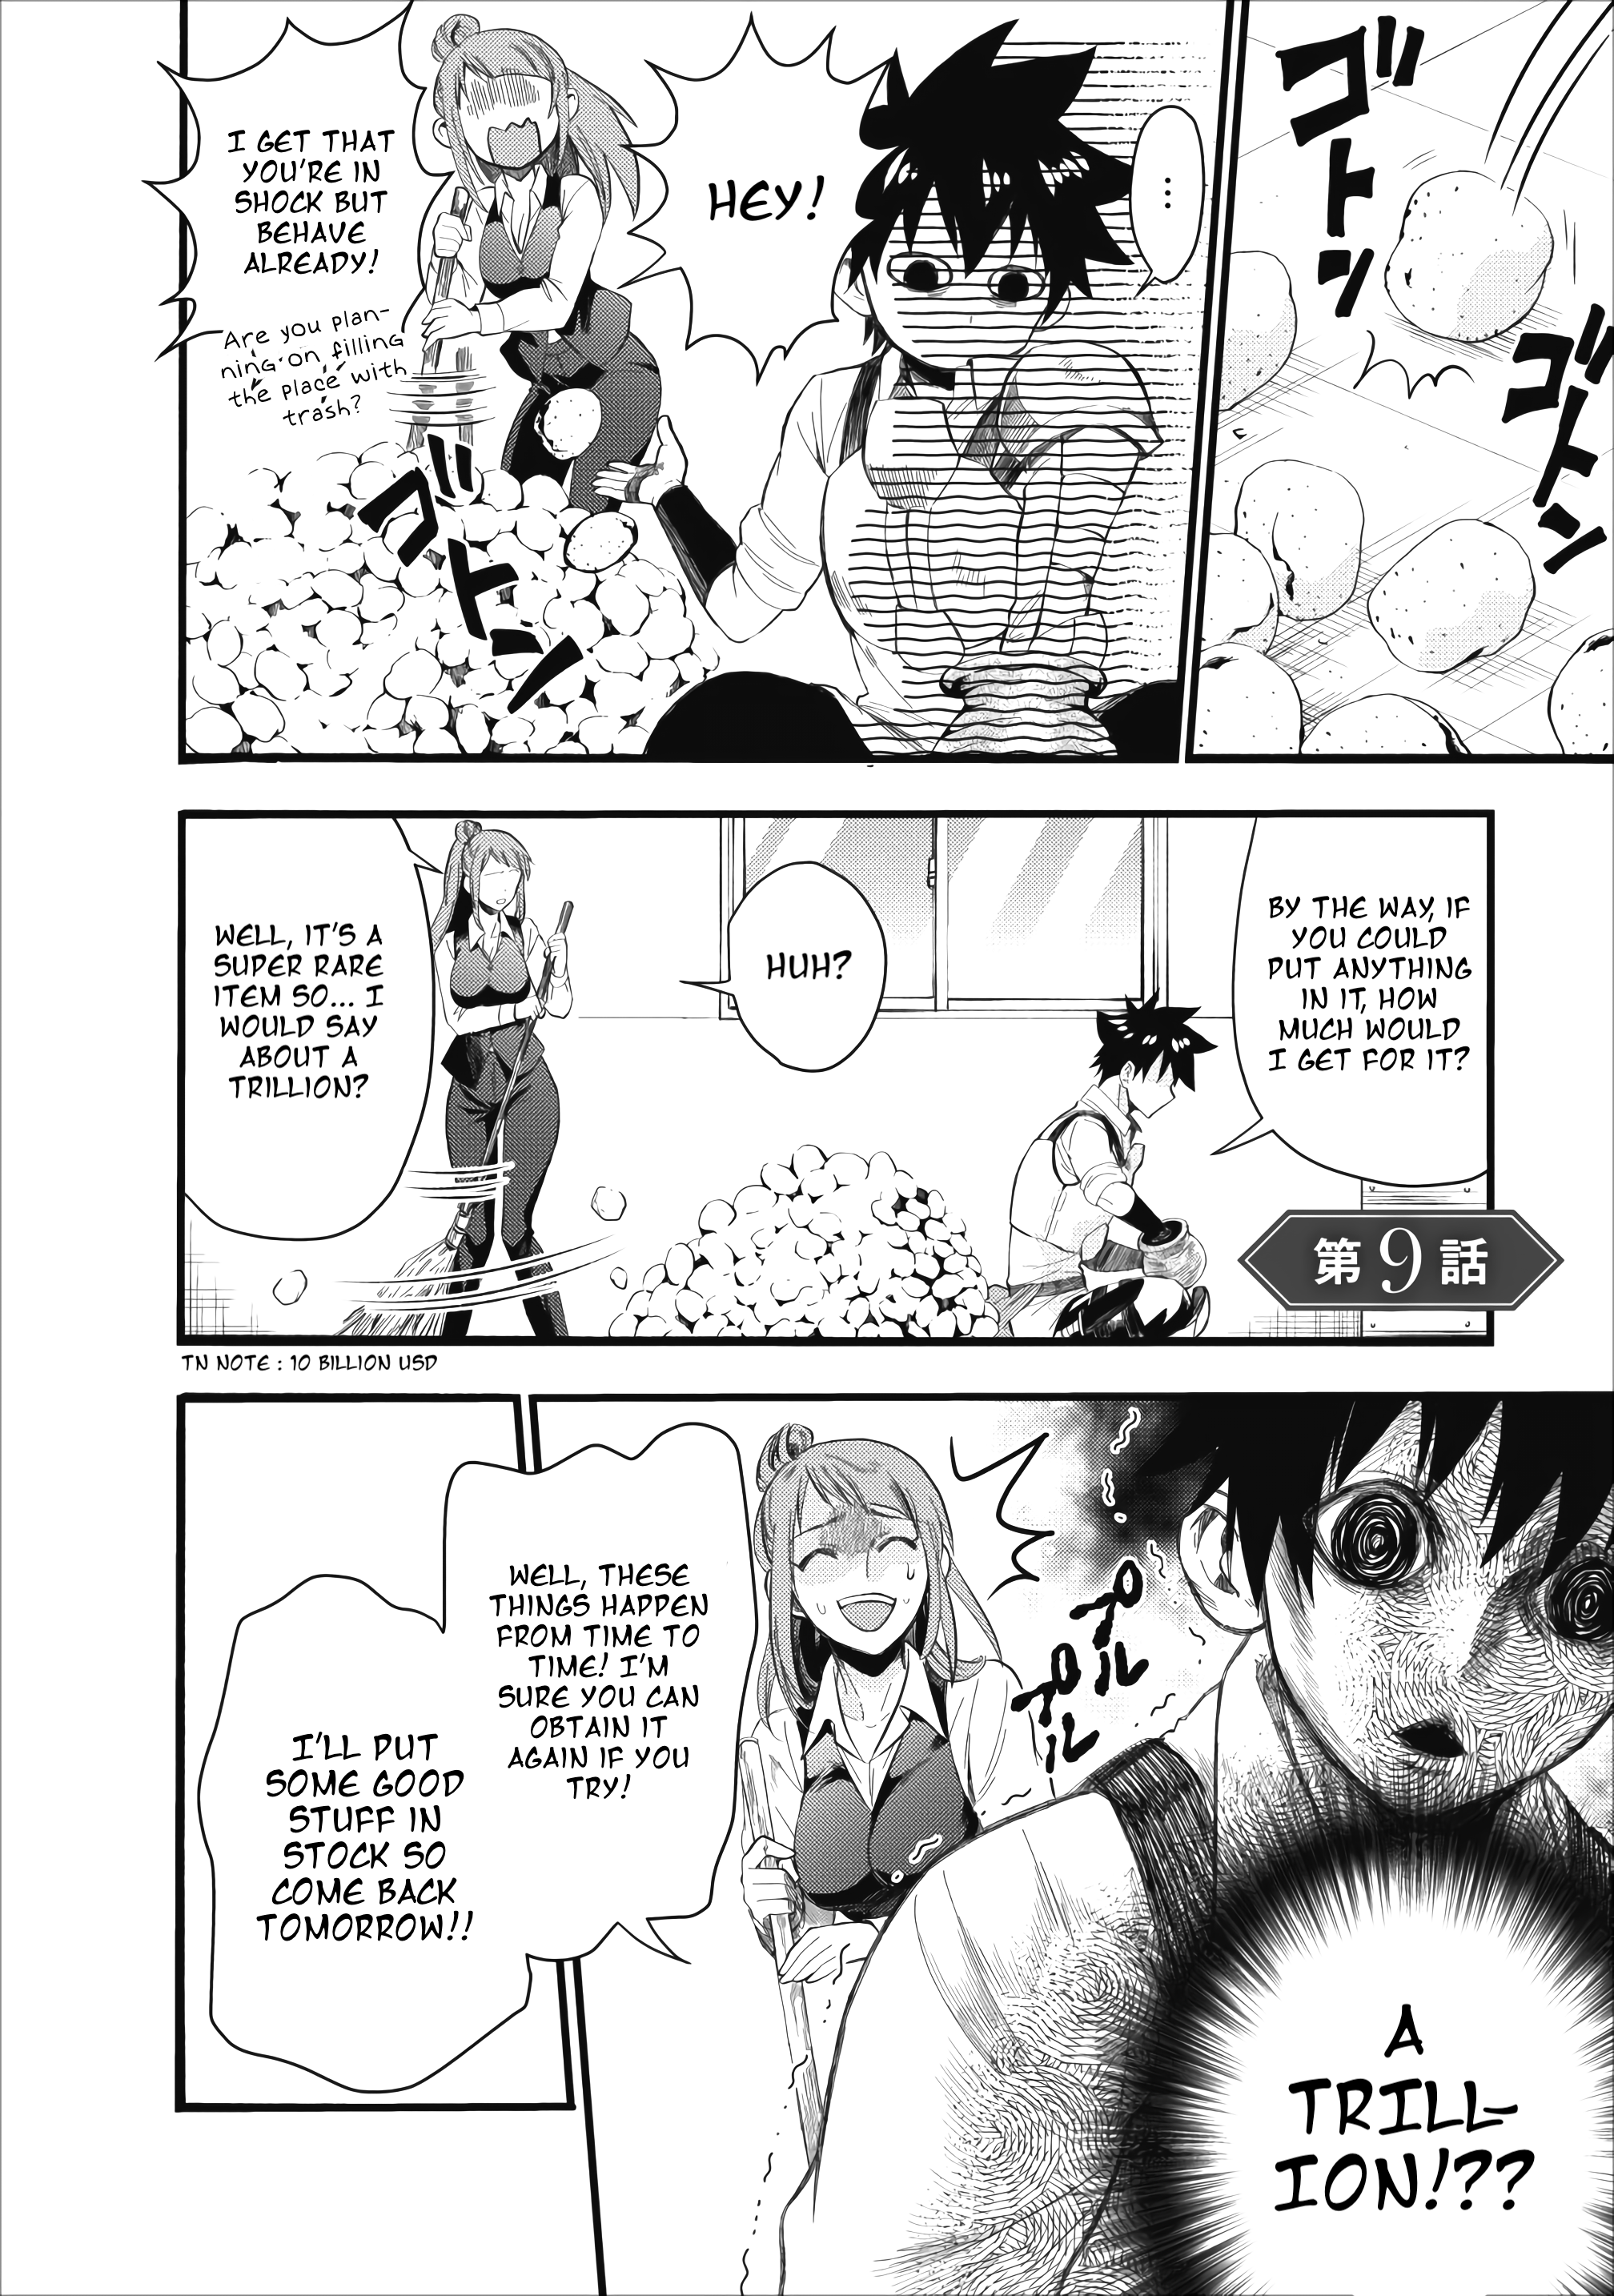 ゴトン
ゴトン
…
HEY!
I GET THAT
YOU'RE IN
SHOCK BUT
BEHAVE
ALREADY!
Are you plan-
ning on filling
the place with
trash?
ゴトン
BY THE WAY, IF
YOU COULD
PUT ANYTHING
IN IT, HOW
MUCH WOULD
I GET FOR IT?
HUH?
WELL, IT'S A
SUPER RARE
ITEM SO... I
WOULD SAY
ABOUT A
TRILLION?
第9話
TN NOTE : 10 BILLION USD
A
TRILL-
ION!??
プルプル
WELL, THESE
THINGS HAPPEN
FROM TIME TO
TIME! I'M
SURE YOU CAN
OBTAIN IT
AGAIN IF YOU
TRY!
I'LL PUT
SOME GOOD
STUFF IN
STOCK SO
COME BACK
TOMORROW!!